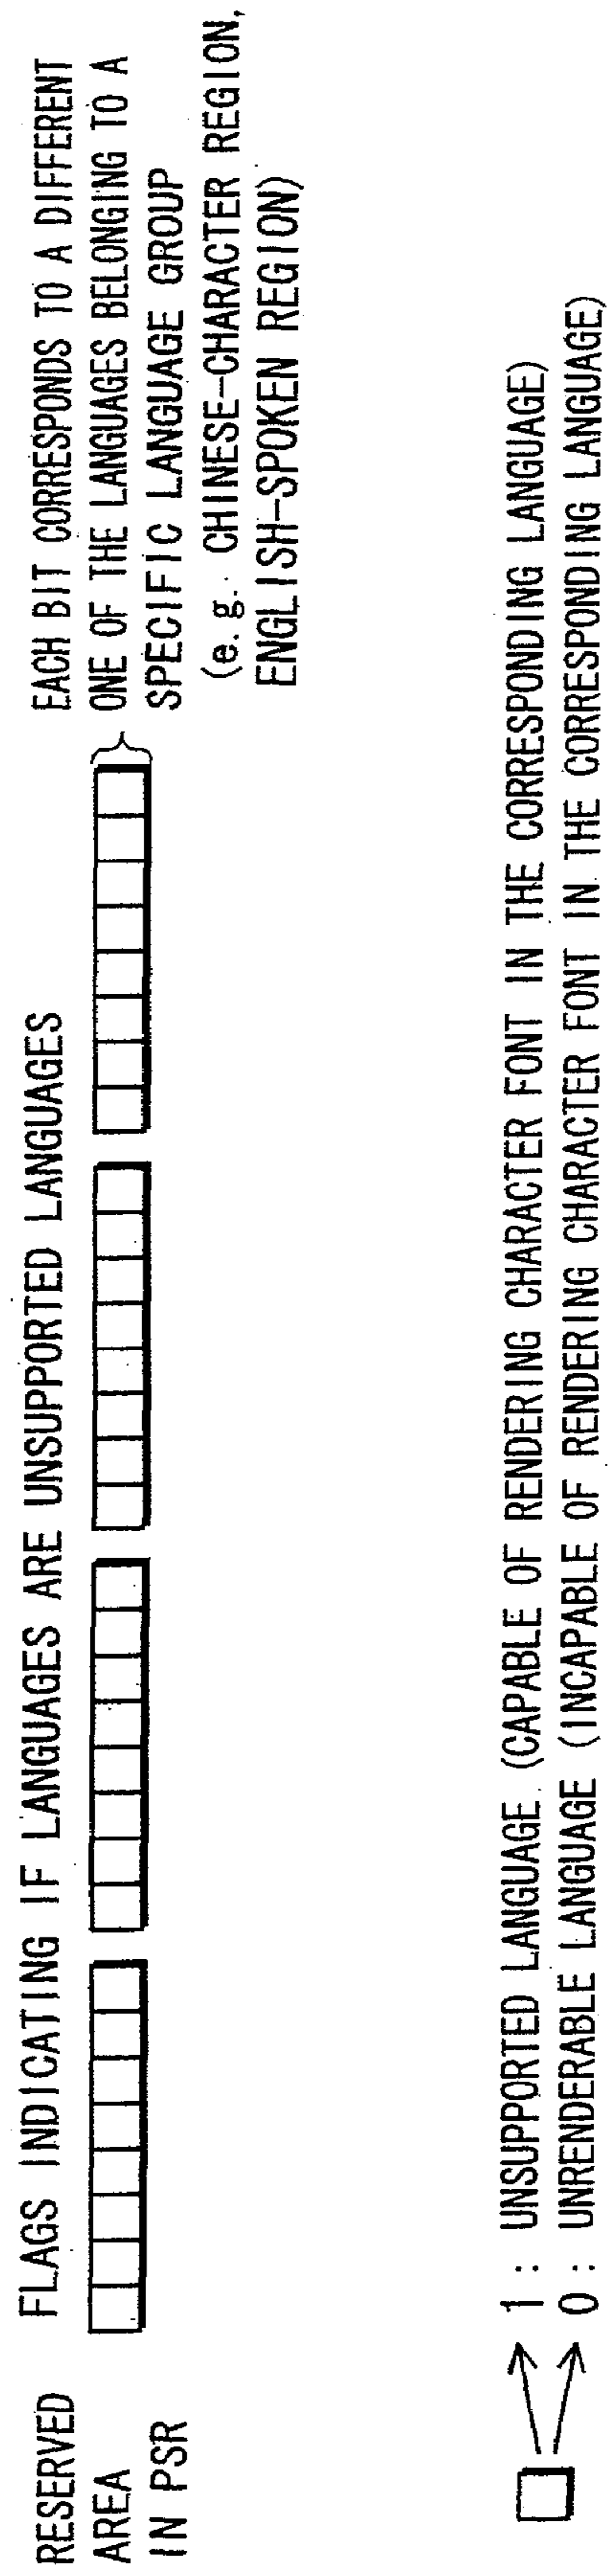 RESERVED
AREA
IN PSR
FLAGS INDICATING IF LANGUAGES ARE UNSUPPORTED LANGUAGES
EACH BIT CORRESPONDS TO A DIFFERENT
ONE OF THE LANGUAGES BELONGING TO A
SPECIFIC LANGUAGE GROUP
(e.g. CHINESE-CHARACTER REGION,
ENGLISH-SPOKEN REGION)
1 : UNSUPPORTED LANGUAGE (CAPABLE OF RENDERING CHARACTER FONT IN THE CORRESPONDING LANGUAGE)
0 : UNRENDERABLE LANGUAGE (INCAPABLE OF RENDERING CHARACTER FONT IN THE CORRESPONDING LANGUAGE)